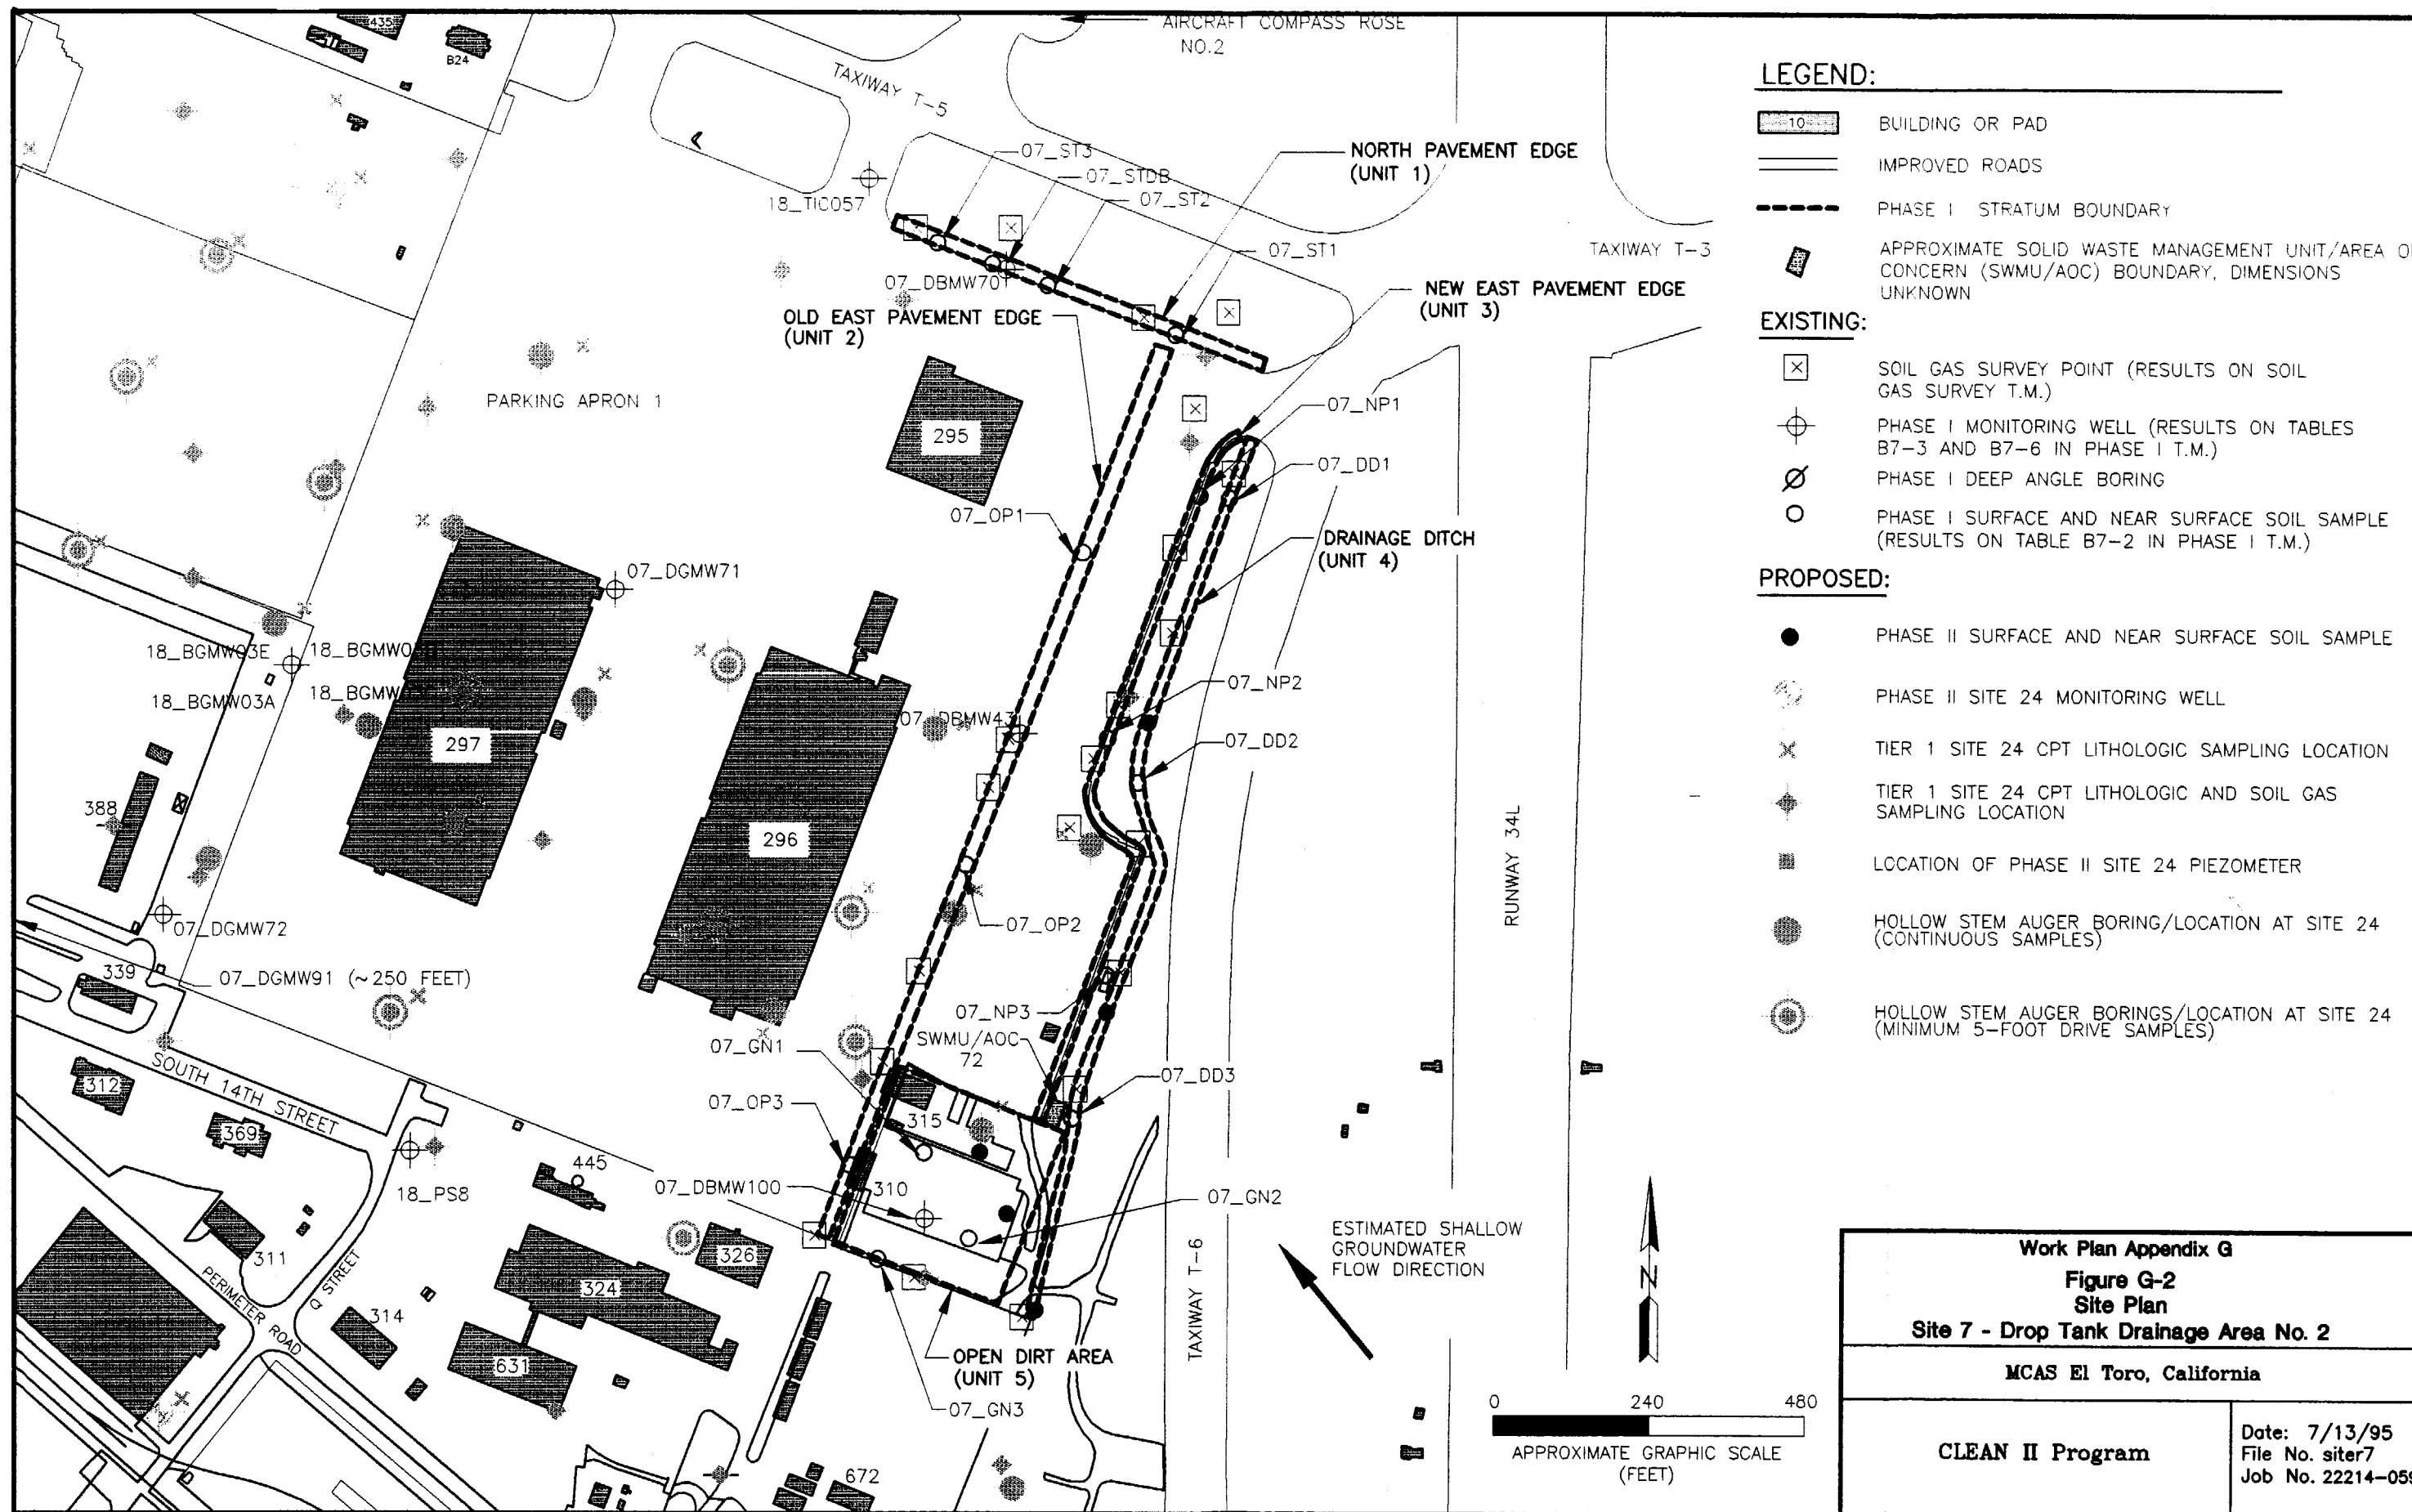 435
51
B24
AIRCRAFT COMPASS ROSE
NO.2
TAXIWAY T-5
07_ST3
07_STDB
07_ST2
NORTH PAVEMENT EDGE
(UNIT 1)
18_TIC057
07_ST1
TAXIWAY T-3
07_DBMW70
NEW EAST PAVEMENT EDGE
(UNIT 3)
OLD EAST PAVEMENT EDGE
(UNIT 2)
PARKING APRON 1
295
07_NP1
07_DD1
07_OP1
DRAINAGE DITCH
(UNIT 4)
07_DGMW71
18_BGMW03E
18_BGMW03A
07_NP2
07_DBMW43
07_DD2
297
388
296
RUNWAY 34L
07_DGMW72
07_OP2
339
07_DGMW91 (~250 FEET)
07_NP3
SWMU/AOC
72
07_GN1
SOUTH 14TH STREET
312
07_DD3
07_OP3
369
315
445
18_PS8
07_DBMW100
310
07_GN2
311
326
324
PERIMETER ROAD
Q STREET
314
631
TAXIWAY T-6
ESTIMATED SHALLOW
GROUNDWATER
FLOW DIRECTION
N
OPEN DIRT AREA
(UNIT 5)
07_GN3
672
0 240 480
APPROXIMATE GRAPHIC SCALE
(FEET)
LEGEND:
10
BUILDING OR PAD
IMPROVED ROADS
PHASE I STRATUM BOUNDARY
APPROXIMATE SOLID WASTE MANAGEMENT UNIT/AREA O
CONCERN (SWMU/AOC) BOUNDARY, DIMENSIONS
UNKNOWN
EXISTING:
SOIL GAS SURVEY POINT (RESULTS ON SOIL
GAS SURVEY T.M.)
PHASE I MONITORING WELL (RESULTS ON TABLES
B7-3 AND B7-6 IN PHASE I T.M.)
PHASE I DEEP ANGLE BORING
PHASE I SURFACE AND NEAR SURFACE SOIL SAMPLE
(RESULTS ON TABLE B7-2 IN PHASE I T.M.)
PROPOSED:
PHASE II SURFACE AND NEAR SURFACE SOIL SAMPLE
PHASE II SITE 24 MONITORING WELL
TIER 1 SITE 24 CPT LITHOLOGIC SAMPLING LOCATION
TIER 1 SITE 24 CPT LITHOLOGIC AND SOIL GAS
SAMPLING LOCATION
LOCATION OF PHASE II SITE 24 PIEZOMETER
HOLLOW STEM AUGER BORING/LOCATION AT SITE 24
(CONTINUOUS SAMPLES)
HOLLOW STEM AUGER BORINGS/LOCATION AT SITE 24
(MINIMUM 5-FOOT DRIVE SAMPLES)
Work Plan Appendix G
Figure G-2
Site Plan
Site 7 - Drop Tank Drainage Area No. 2
MCAS El Toro, California
CLEAN II Program
Date: 7/13/95
File No. siter7
Job No. 22214-059